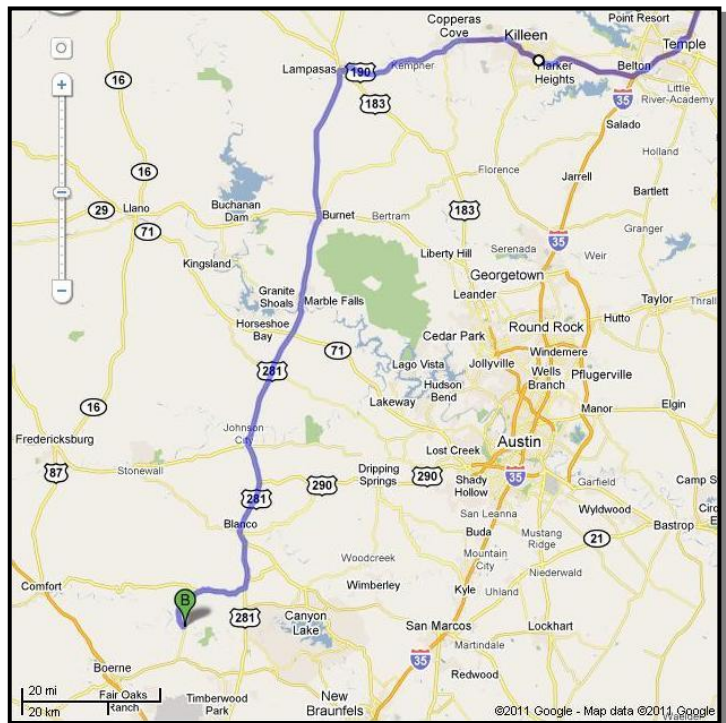 Point Resort
Copperas
Cove
Killeen
Temple
16
Lampasas
190
Kempner
Harker
Heights
Belton
183
35
Little
River-Academy
Salado
Holland
16
Florence
Jarrell
Bartlett
29
Llano
Buchanan
Dam
Burnet
Bertram
183
Granger
71
35
Serenada
Weir
Liberty Hill
Kingsland
Georgetown
Granite
Shoals
Marble Falls
Leander
Taylor
Thrall
Hutto
Horseshoe
Bay
Round Rock
Cedar Park
71
Windemere
Lago Vista
Jollyville
Wells
Branch
Pflugerville
281
Hudson
Bend
Lakeway
16
Manor
Elgin
Johnson
City
Fredericksburg
Austin
Lost Creek
87
Stonewall
Dripping
Springs
290
290
35
Shady
Hollow
Garfield
Camp S
281
San Leanna
Wyldwood
Blanco
Buda
Mustang
Ridge
21
Bastrop
Woodcreek
Mountain
City
Niederwald
Comfort
Wimberley
Kyle
Uhland
B
281
Canyon
Lake
San Marcos
Lockhart
Martindale
Boerne
35
Redwood
20 mi
20 km
Fair Oaks
Ranch
Timberwood
Park
New
Braunfels
©2011 Google - Map data ©2011 Google